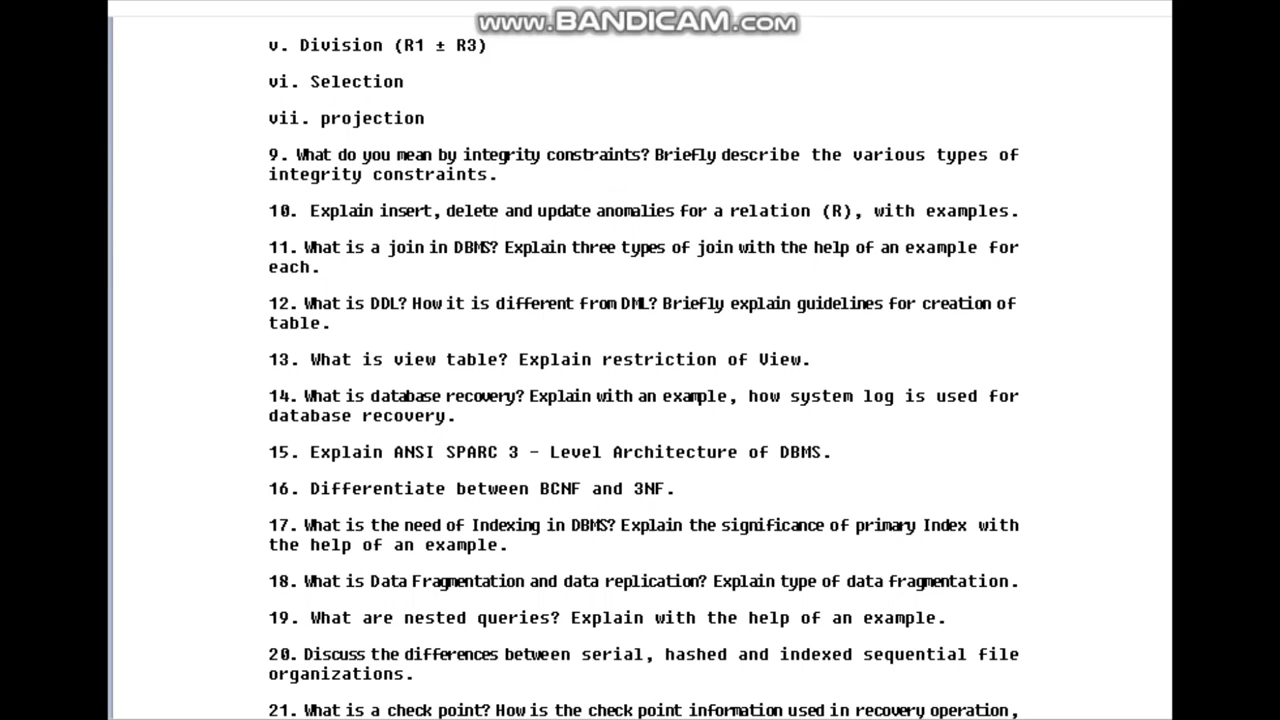 www.BANDICAM.com
v. Division (R1 ± R3)
vi. Selection
vii. projection
9. What do you mean by integrity constraints? Briefly describe the various types of
integrity constraints.
10. Explain insert, delete and update anomalies for a relation (R), with examples.
11. What is a join in DBMS? Explain three types of join with the help of an example for
each.
12. What is DDL? How it is different from DML? Briefly explain guidelines for creation of
table.
13. What is view table? Explain restriction of View.
14. What is database recovery? Explain with an example, how system log is used for
database recovery.
15. Explain ANSI SPARC 3 - Level Architecture of DBMS.
16. Differentiate between BCNF and 3NF.
17. What is the need of Indexing in DBMS? Explain the significance of primary Index with
the help of an example.
18. What is Data Fragmentation and data replication? Explain type of data fragmentation.
19. What are nested queries? Explain with the help of an example.
20. Discuss the differences between serial, hashed and indexed sequential file
organizations.
21. What is a check point? How is the check point information used in recovery operation,